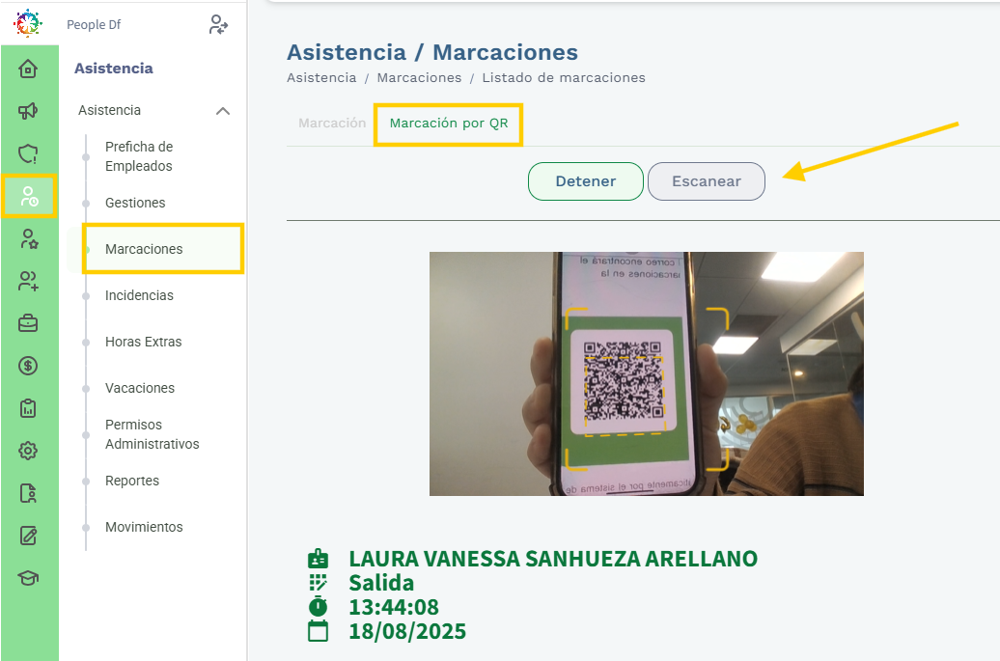 People Df
Asistencia
Asistencia
Preficha de
Empleados
Gestiones
Marcaciones
Incidencias
Horas Extras
Vacaciones
Permisos
Administrativos
Reportes
Movimientos
Asistencia / Marcaciones
Asistencia / Marcaciones / Listado de marcaciones
Marcación
Marcación por QR
Detener
Escanear
correo encontrará el
marcaciones en la
áticamente por el sistema de
LAURA VANESSA SANHUEZA ARELLANO
Salida
13:44:08
18/08/2025